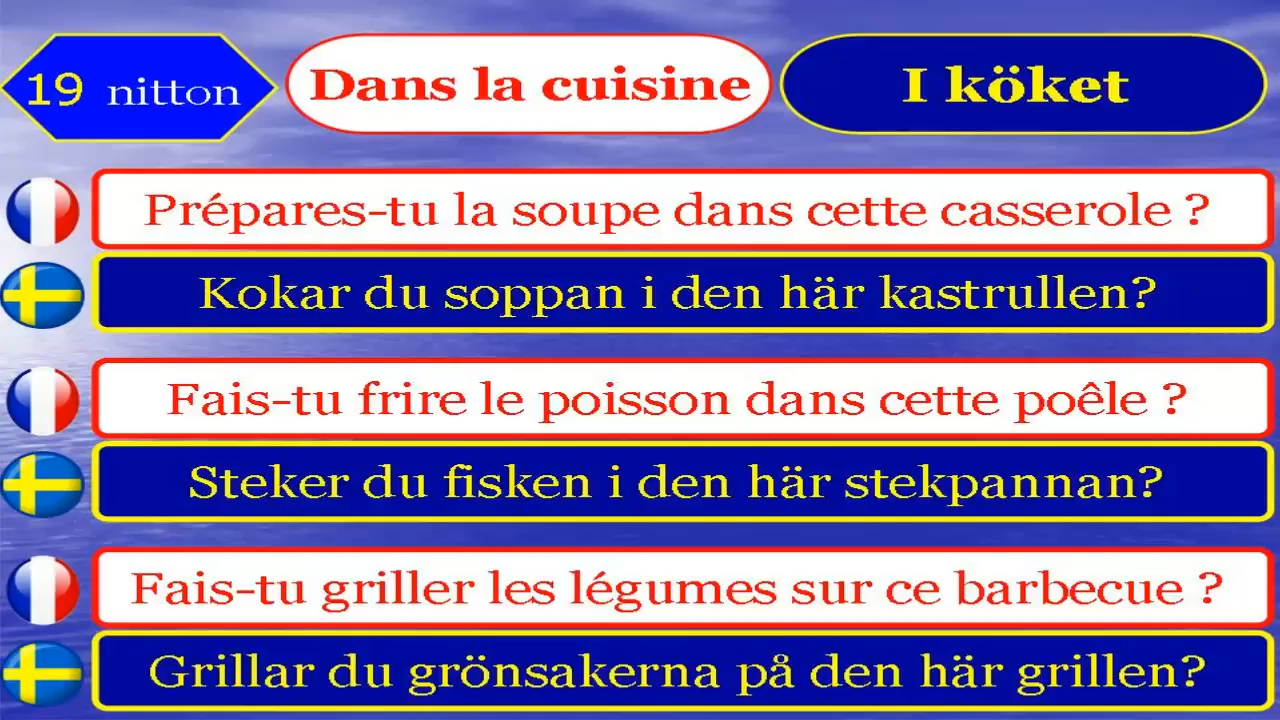 19 nitton
Dans la cuisine
I köket
Prépares-tu la soupe dans cette casserole ?
Kokar du soppan i den här kastrullen?
Fais-tu frire le poisson dans cette poêle ?
Steker du fisken i den här stekpannan?
Fais-tu griller les légumes sur ce barbecue ?
Grillar du grönsakerna på den här grillen?